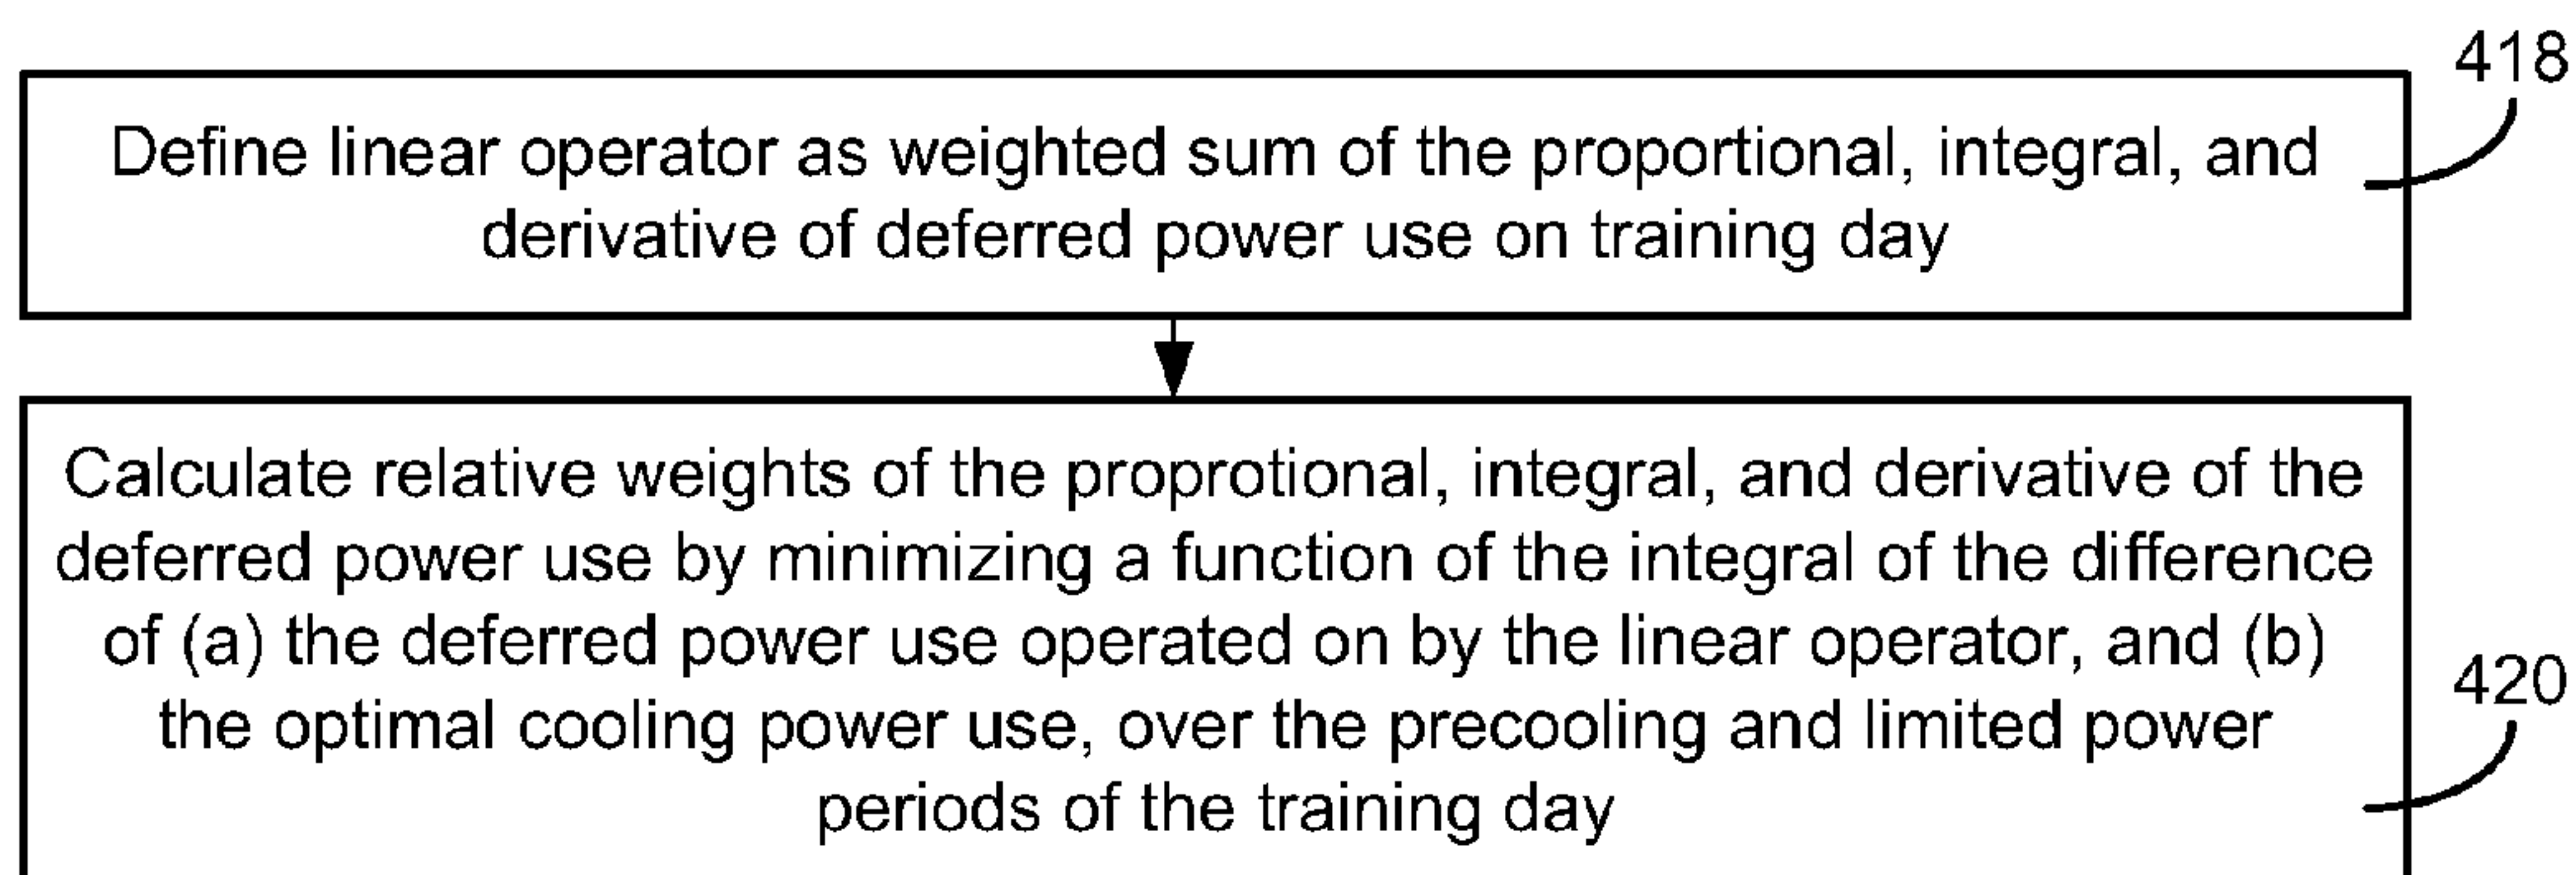 418
Define linear operator as weighted sum of the proportional, integral, and
derivative of deferred power use on training day
Calculate relative weights of the proprotional, integral, and derivative of the
deferred power use by minimizing a function of the integral of the difference
of (a) the deferred power use operated on by the linear operator, and (b)
the optimal cooling power use, over the precooling and limited power
periods of the training day
420